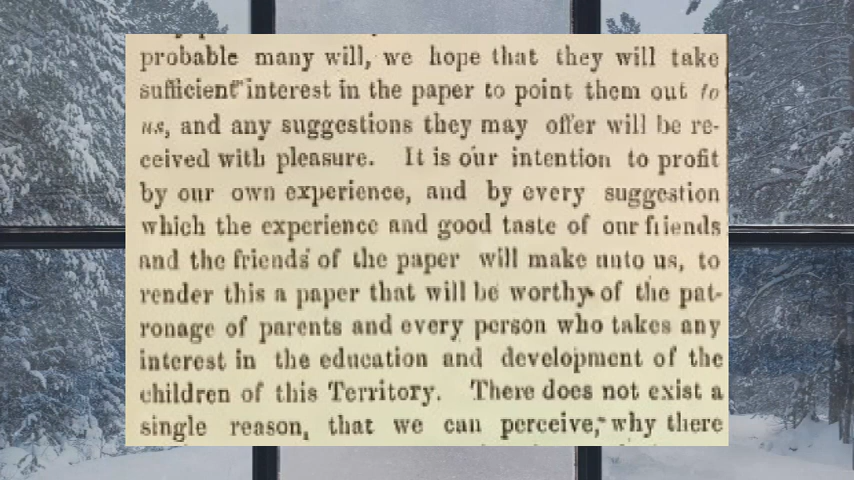 probable many will, we hope that they will take
sufficient interest in the paper to point them out to
us, and any suggestions they may offer will be re-
ceived with pleasure. It is our intention to profit
by our own experience, and by every suggestion
which the experience and good taste of our friends
and the friends of the paper will make unto us, to
render this a paper that will be worthy of the pat-
ronage of parents and every person who takes any
interest in the education and development of the
children of this Territory. There does not exist a
single reason, that we can perceive, why there